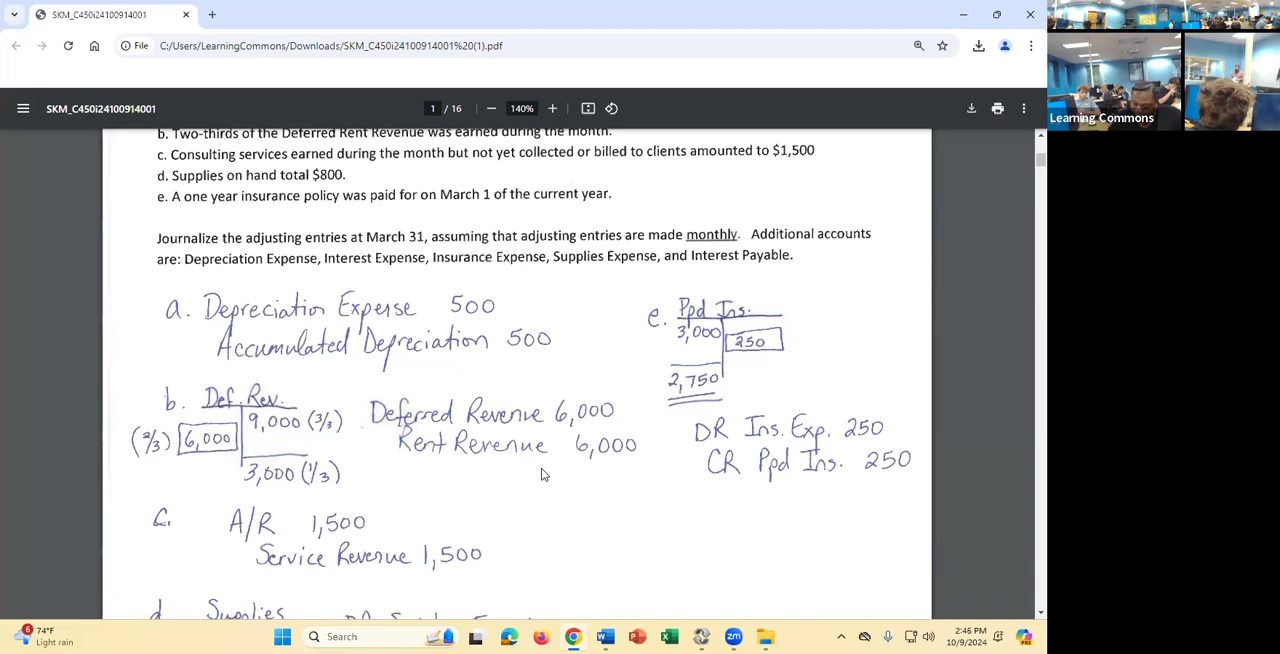 SKM_C450i24100914001
File
C:/Users/LearningCommons/Downloads/SKM_C450i24100914001%20(1).pdf
SKM_C450i24100914001
1 / 16
140%
Learning Commons
b. Two-thirds of the Deferred Rent Revenue was earned during the month.
c. Consulting services earned during the month but not yet collected or billed to clients amounted to $1,500
d. Supplies on hand total $800.
e. A one year insurance policy was paid for on March 1 of the current year.
Journalize the adjusting entries at March 31, assuming that adjusting entries are made monthly. Additional accounts
are: Depreciation Expense, Interest Expense, Insurance Expense, Supplies Expense, and Interest Payable.
a. Depreciation Expense 500
Accumulated Depreciation 500
e. Ppd Ins.
3,000
250
2,750
DR Ins. Exp. 250
CR Ppd Ins. 250
b. Def. Rev.
(2/3) 6,000
9,000 (3/3)
3,000 (1/3)
Deferred Revenue 6,000
Rent Revenue 6,000
c. A/R 1,500
Service Revenue 1,500
d Supplies
6
74°F
Light rain
Search
2:46 PM
10/9/2024